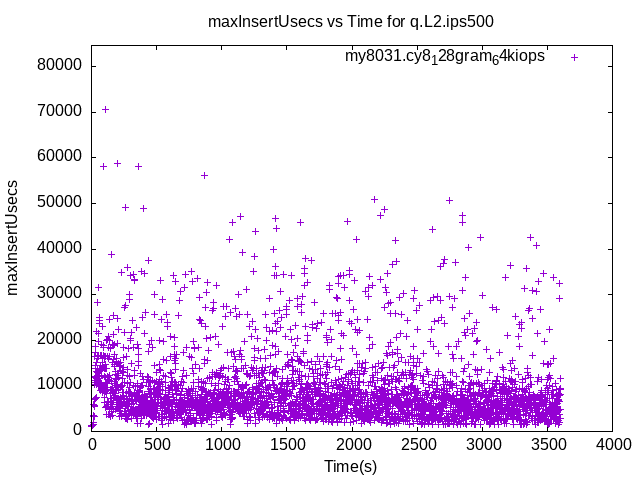 maxInsertUsecs vs Time for q.L2.ips500
my8031.cy8₁28gram₆4kiops
80000
70000
60000
50000
40000
30000
20000
10000
0
maxInsertUsecs
0 500 1000 1500 2000 2500 3000 3500 4000
Time(s)